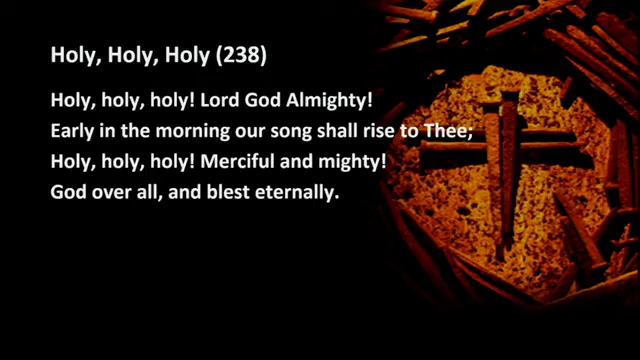 Holy, Holy, Holy (238)
Holy, holy, holy! Lord God Almighty!
Early in the morning our song shall rise to Thee;
Holy, holy, holy! Merciful and mighty!
God over all, and blest eternally.